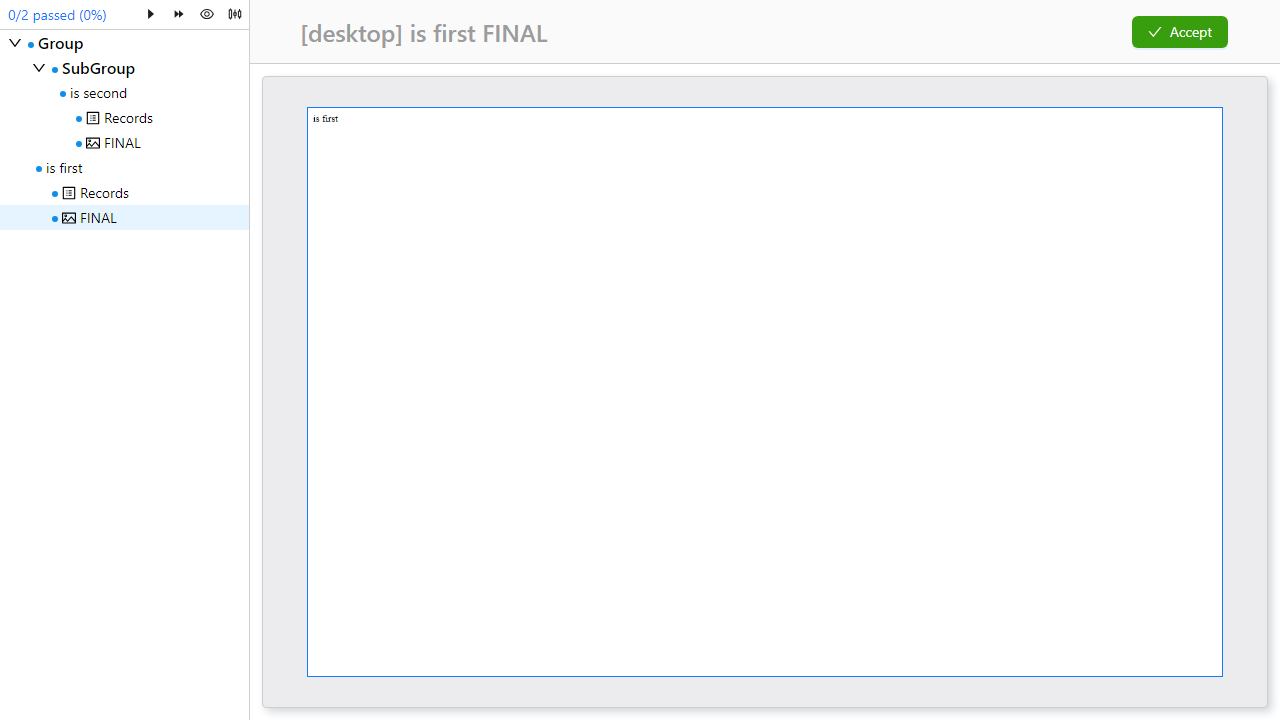 0/2 passed (0%)
Group
SubGroup
is second
Records
FINAL
is first
Records
FINAL
[desktop] is first FINAL
Accept
is first